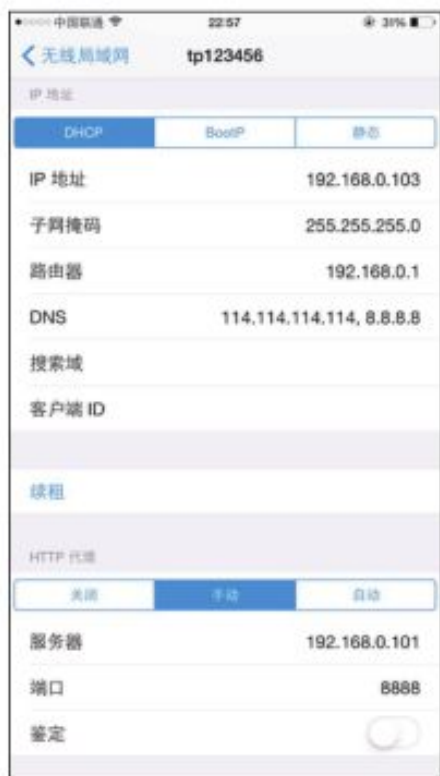 中国联通 22:57 31%
无线局域网 tp123456
IP 地址
DHCP BootP 静态
IP 地址 192.168.0.103
子网掩码 255.255.255.0
路由器 192.168.0.1
DNS 114.114.114.114, 8.8.8.8
搜索域
客户端 ID
续租
HTTP 代理
关闭 手动 自动
服务器 192.168.0.101
端口 8888
鉴定